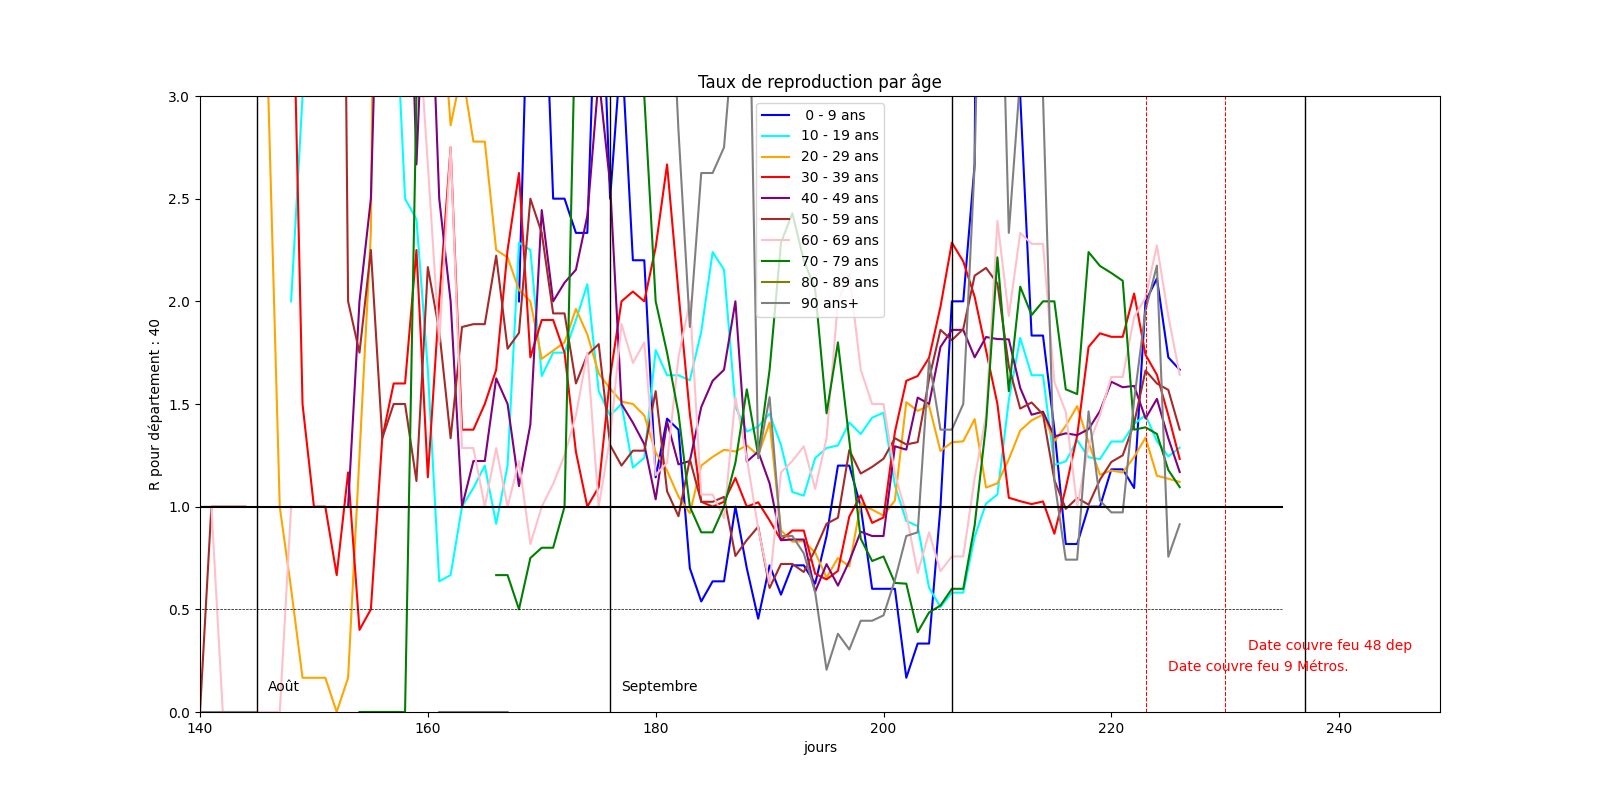 Taux de reproduction par âge
R pour département : 40
3.0
2.5
2.0
1.5
1.0
0.5
0.0
0 - 9 ans
10 - 19 ans
20 - 29 ans
30 - 39 ans
40 - 49 ans
50 - 59 ans
60 - 69 ans
70 - 79 ans
80 - 89 ans
90 ans+
Date couvre feu 48 dep
Date couvre feu 9 Métros.
Août
Septembre
140
160
180
200
220
240
jours